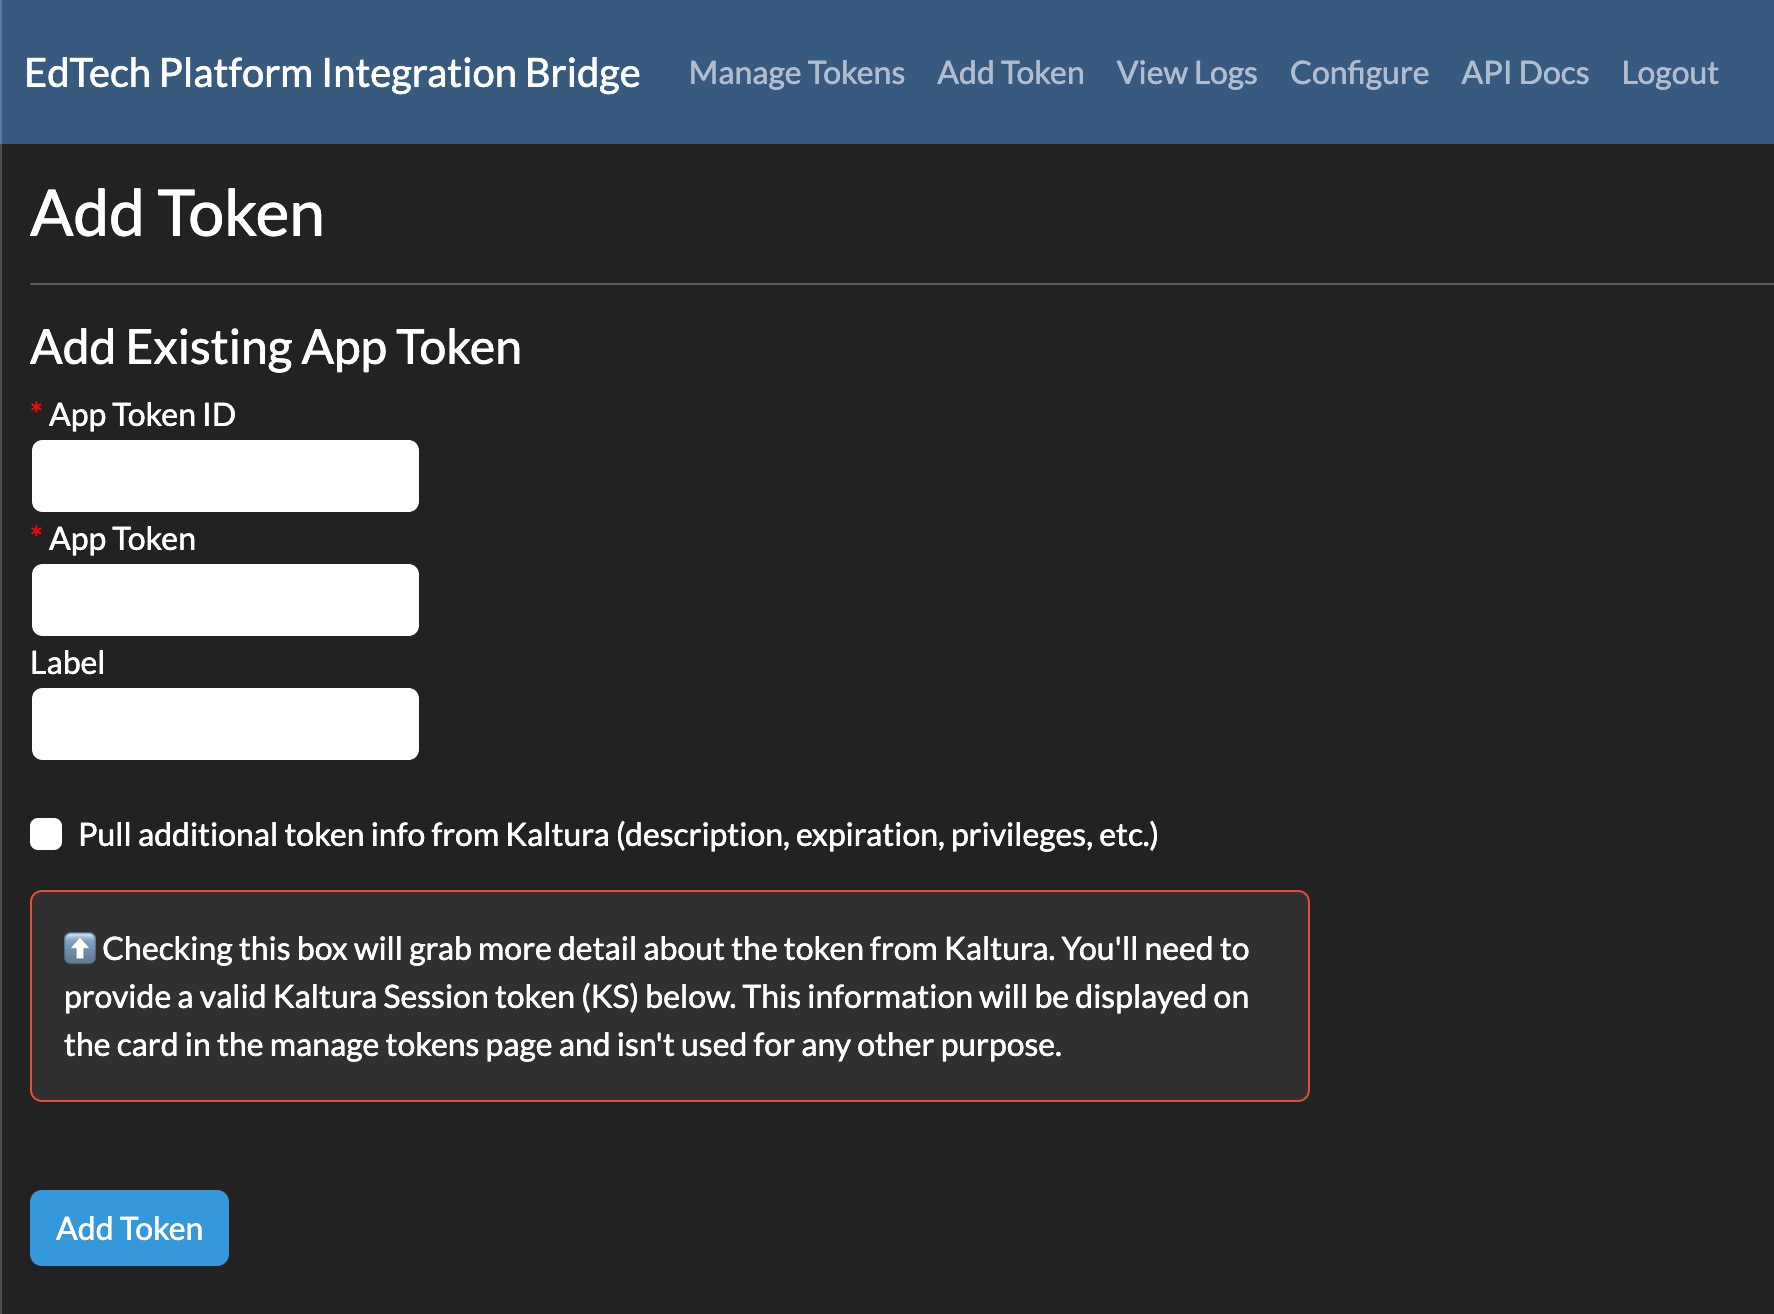 EdTech Platform Integration Bridge Manage Tokens Add Token View Logs Configure API Docs Logout
Add Token
Add Existing App Token
* App Token ID
* App Token
Label
Pull additional token info from Kaltura (description, expiration, privileges, etc.)
⬆️ Checking this box will grab more detail about the token from Kaltura. You'll need to
provide a valid Kaltura Session token (KS) below. This information will be displayed on
the card in the manage tokens page and isn't used for any other purpose.
Add Token